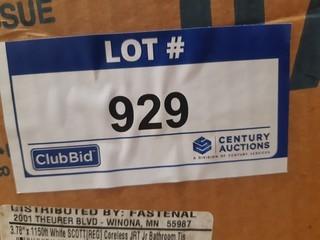 SSUE
LOT #
929
ClubBid
CENTURY
AUCTIONS
A DIVISION OF CENTURY SERVICES
DISTRIBUTED BY: FASTENAL
2001 THEURER BLVD - WINONA, MN 55987
3.78" x 1150ft White SCOTT[REG] Coreless JRT Jr Bathroom Tis